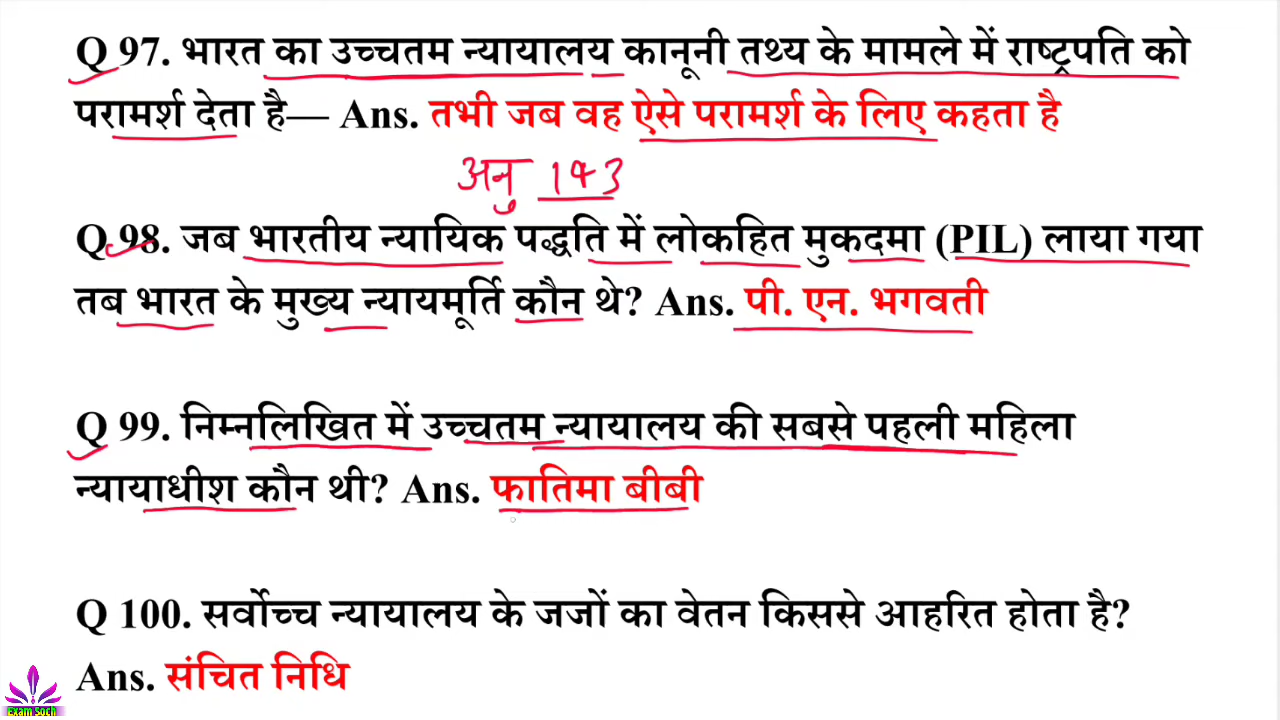 Q 97. भारत का उच्चतम न्यायालय कानूनी तथ्य के मामले में राष्ट्रपति को
परामर्श देता है— Ans. तभी जब वह ऐसे परामर्श के लिए कहता है
अनु 143
Q 98. जब भारतीय न्यायिक पद्धति में लोकहित मुकदमा (PIL) लाया गया
तब भारत के मुख्य न्यायमूर्ति कौन थे? Ans. पी. एन. भगवती
Q 99. निम्नलिखित में उच्चतम न्यायालय की सबसे पहली महिला
न्यायाधीश कौन थी? Ans. फातिमा बीबी
Q 100. सर्वोच्च न्यायालय के जजों का वेतन किससे आहरित होता है?
Ans. संचित निधि
Exam Soch